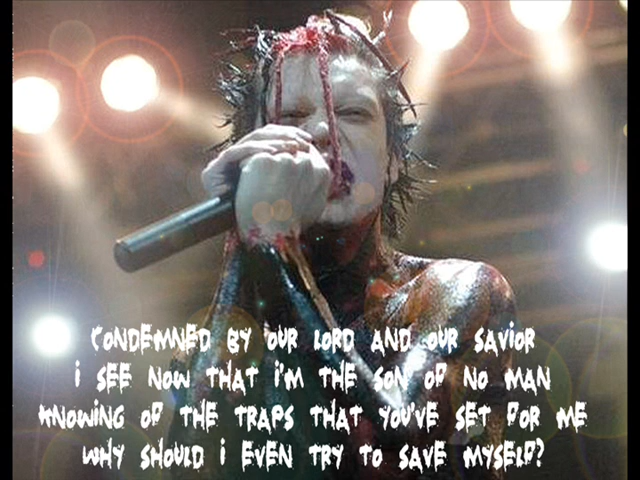 CONDEMNED BY OUR LORD AND OUR SAVIOR
I SEE NOW THAT I'M THE SON OF NO MAN
KNOWING OF THE TRAPS THAT YOU'VE SET FOR ME
WHY SHOULD I EVEN TRY TO SAVE MYSELF?